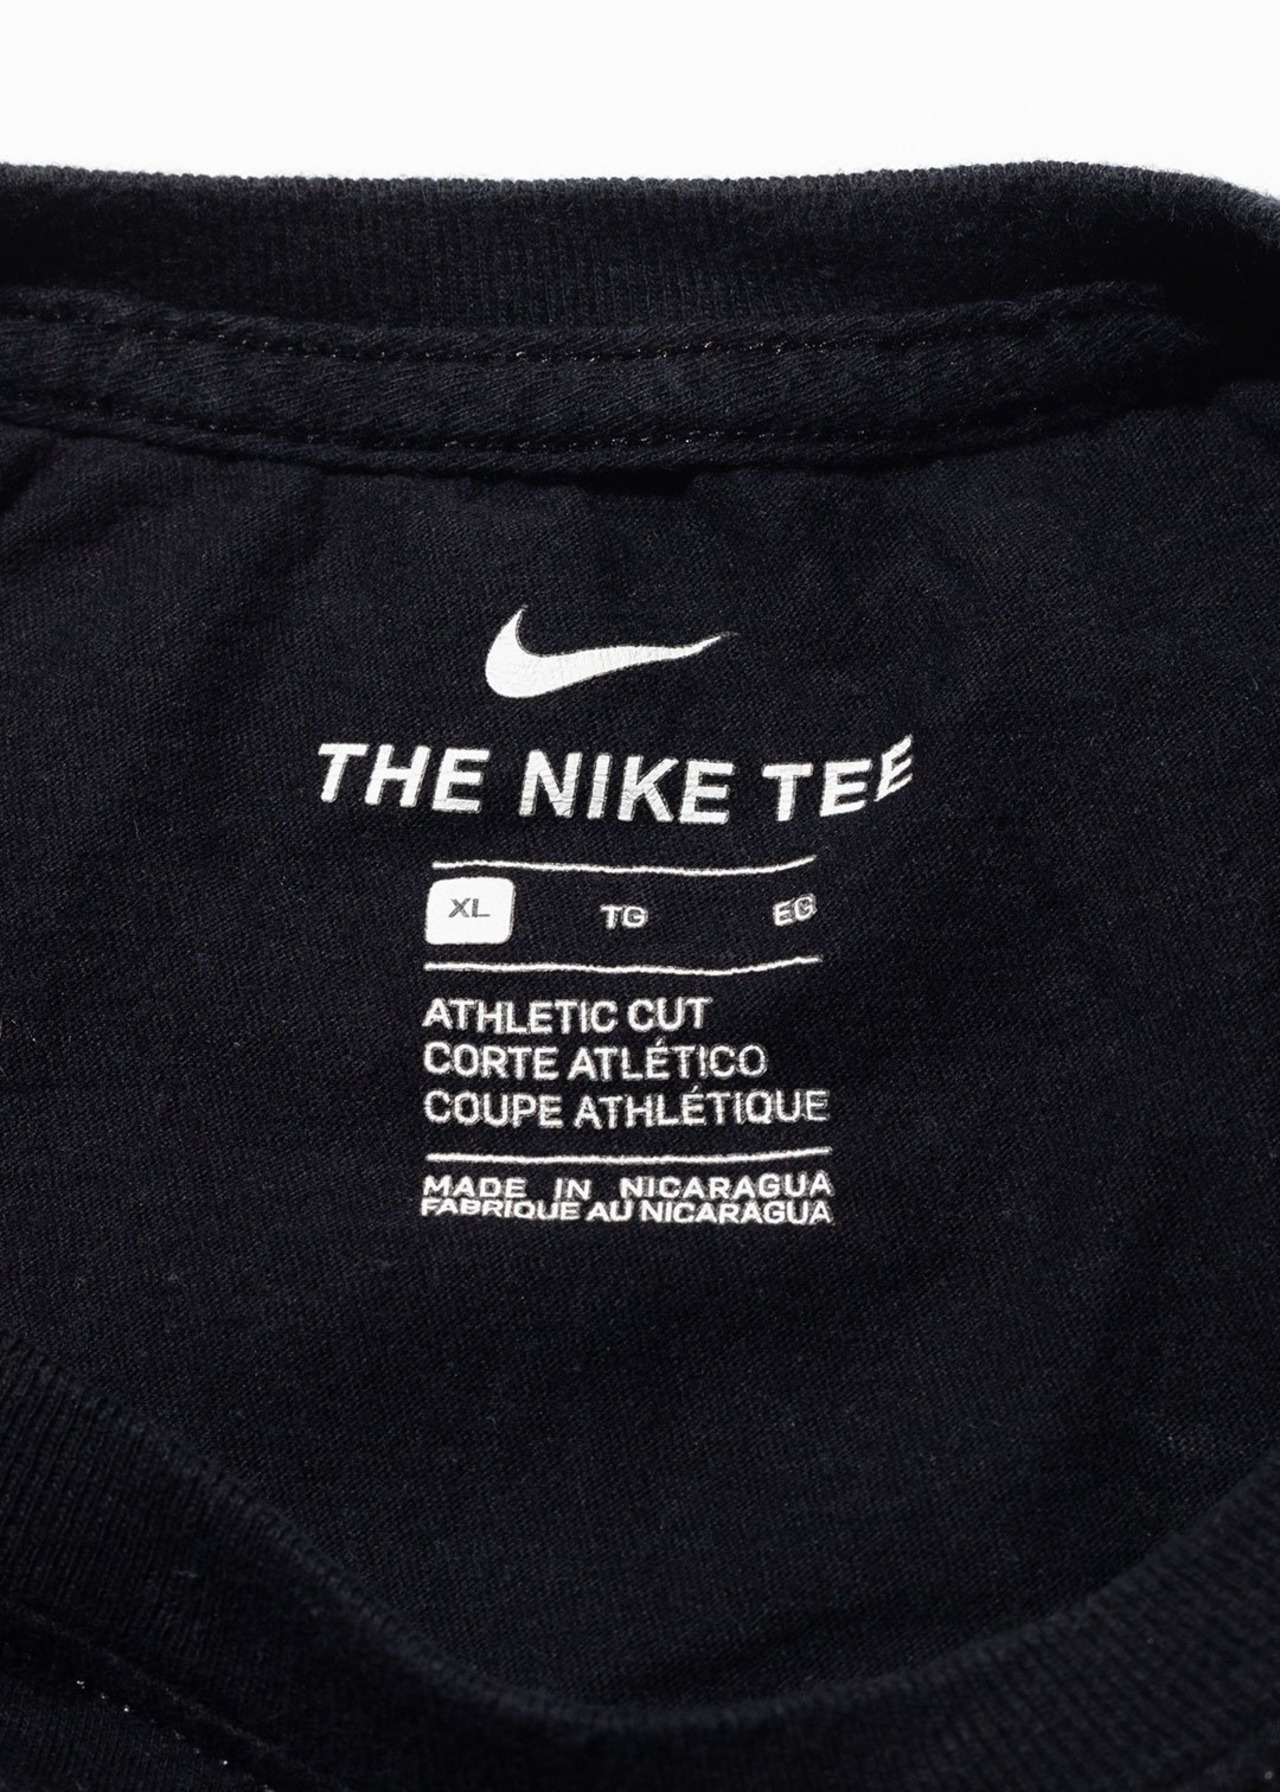 THE NIKE TEE
XL TG EG
ATHLETIC CUT
CORTE ATLÉTICO
COUPE ATHLÉTIQUE
MADE IN NICARAGUA
FABRIQUE AU NICARAGUA